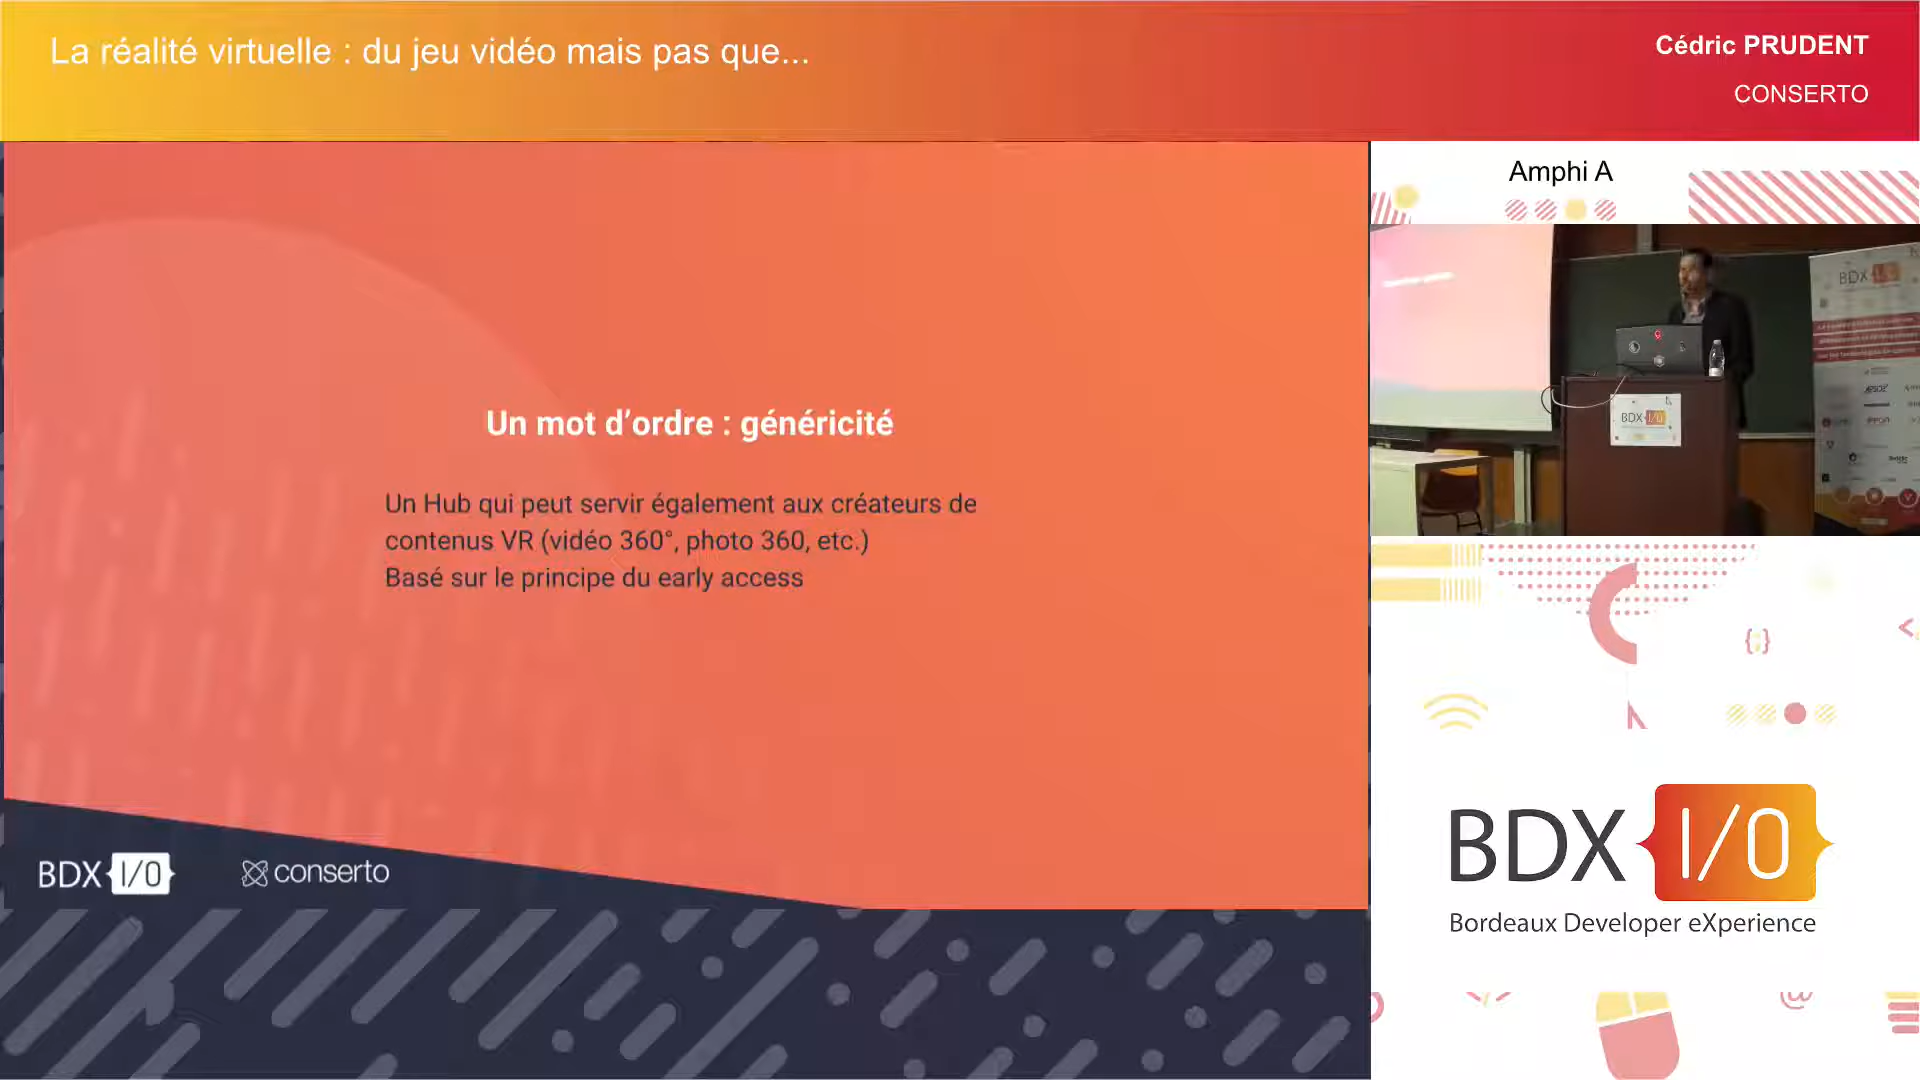 La réalité virtuelle : du jeu vidéo mais pas que...
Cédric PRUDENT
CONSERTO
Amphi A
Un mot d’ordre : généricité
Un Hub qui peut servir également aux créateurs de
contenus VR (vidéo 360°, photo 360, etc.)
Basé sur le principe du early access
BDX I/O
conserto
BDX I/O
BDX I/O
BDX I/O
Bordeaux Developer eXperience